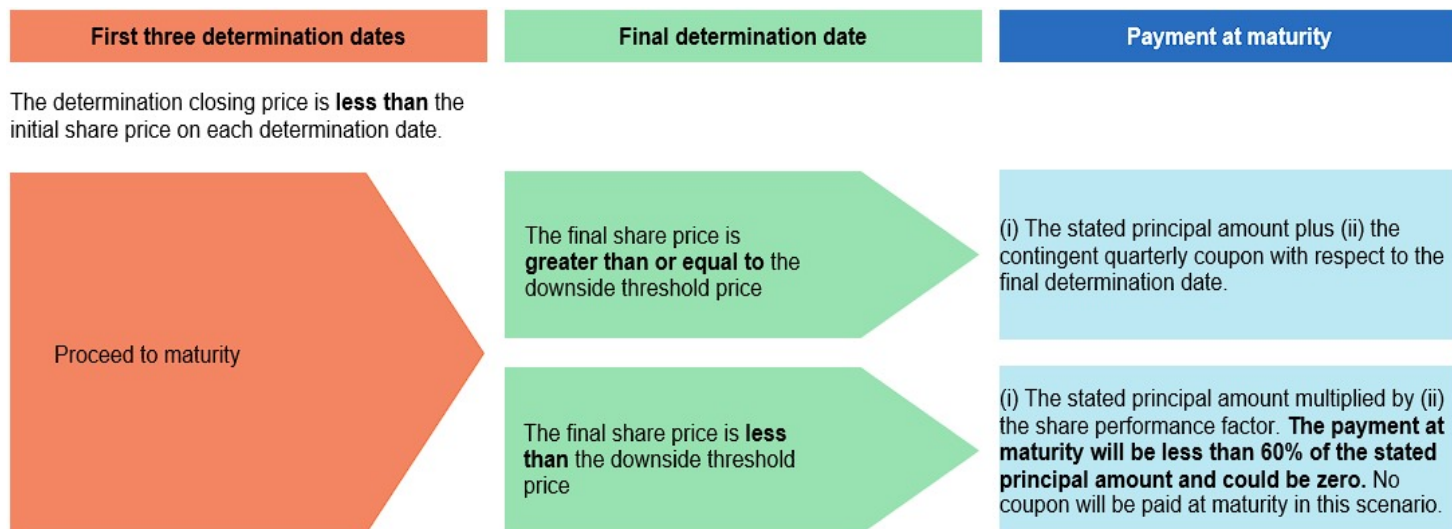 First three determination dates
Final determination date
Payment at maturity
The determination closing price is less than the
initial share price on each determination date.
Proceed to maturity
The final share price is
greater than or equal to the
downside threshold price
(i) The stated principal amount plus (ii) the
contingent quarterly coupon with respect to the
final determination date.
The final share price is less
than the downside threshold
price
(i) The stated principal amount multiplied by (ii)
the share performance factor. The payment at
maturity will be less than 60% of the stated
principal amount and could be zero. No
coupon will be paid at maturity in this scenario.